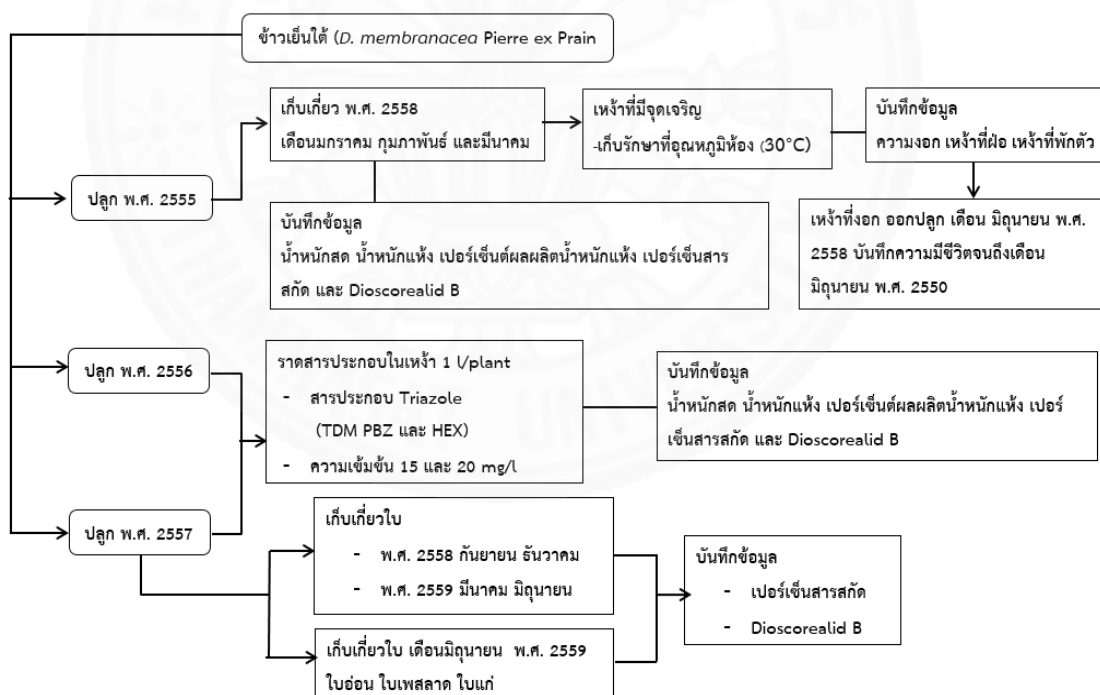 ข้าวเย็นใต้ (D. membranacea Pierre ex Prain
เก็บเกี่ยว พ.ศ. 2558
เดือนมกราคม กุมภาพันธ์ และมีนาคม
เหง้าที่มีจุดเจริญ
-เก็บรักษาที่อุณหภูมิห้อง (30°C)
บันทึกข้อมูล
ความงอก เหง้าที่ฝ่อ เหง้าที่พักตัว
ปลูก พ.ศ. 2555
บันทึกข้อมูล
น้ำหนักสด น้ำหนักแห้ง เปอร์เซ็นต์ผลผลิตน้ำหนักแห้ง เปอร์เซ็นสาร
สกัด และ Dioscorealid B
เหง้าที่งอก ออกปลูก เดือน มิถุนายน พ.ศ.
2558 บันทึกความมีชีวิตจนถึงเดือน
มิถุนายน พ.ศ. 2550
ปลูก พ.ศ. 2556
ราดสารประกอบในเหง้า 1 l/plant
- สารประกอบ Triazole
(TDM PBZ และ HEX)
- ความเข้มข้น 15 และ 20 mg/l
บันทึกข้อมูล
น้ำหนักสด น้ำหนักแห้ง เปอร์เซ็นต์ผลผลิตน้ำหนักแห้ง เปอร์
เซ็นสารสกัด และ Dioscorealid B
ปลูก พ.ศ. 2557
เก็บเกี่ยวใบ
- พ.ศ. 2558 กันยายน ธันวาคม
- พ.ศ. 2559 มีนาคม มิถุนายน
บันทึกข้อมูล
- เปอร์เซ็นสารสกัด
- Dioscorealid B
เก็บเกี่ยวใบ เดือนมิถุนายน พ.ศ. 2559
ใบอ่อน ใบเพสลาด ใบแก่